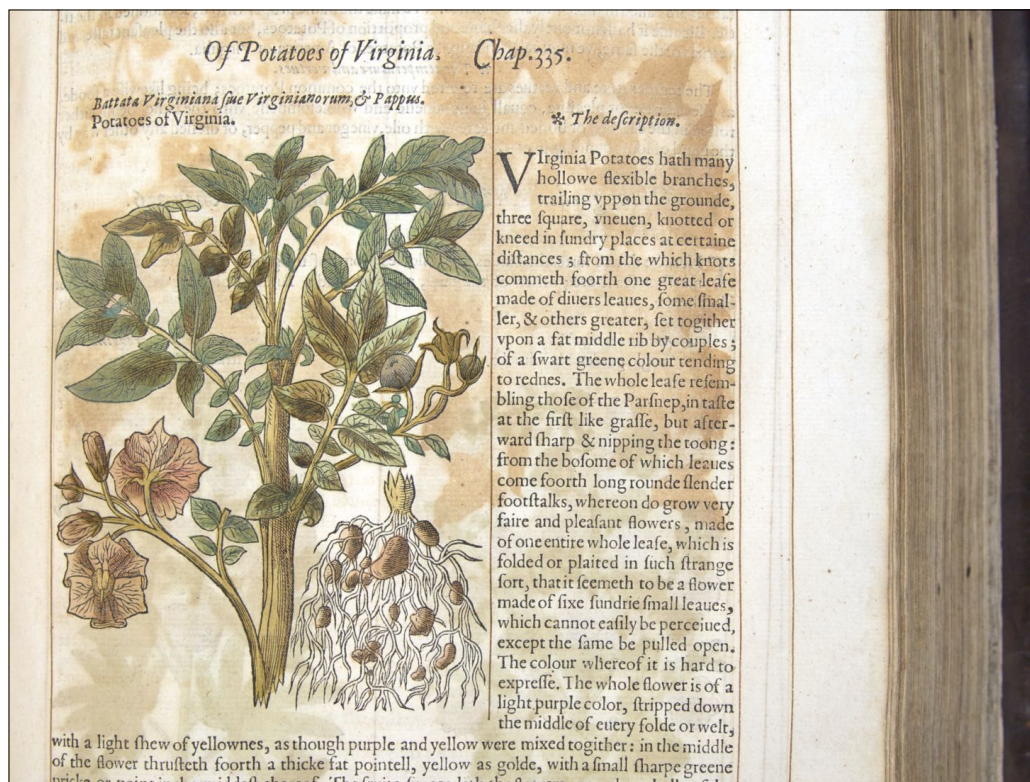 Of Potatoes of Virginia. Chap.335.
Battata Virginiana ſiue Virginianorum, & Pappus.
Potatoes of Virginia.
❧ The deſcription.
VIrginia Potatoes hath many
hollowe flexible branches,
trailing vppon the grounde,
three ſquare, vneuen, knotted or
kneed in ſundry places at certaine
diſtances ; from the which knots
commeth foorth one great leafe
made of diuers leaues, ſome ſmal-
ler, & others greater, ſet togither
vpon a fat middle rib by couples ;
of a ſwart greene colour tending
to rednes. The whole leafe reſem-
bling thoſe of the Parſnep,in taſte
at the firſt like graſſe, but after-
ward ſharp & nipping the toong:
from the boſome of which leaues
come foorth long rounde ſlender
footſtalks, whereon do grow very
faire and pleaſant flowers , made
of one entire whole leafe, which is
folded or plaited in ſuch ſtrange
ſort, that it ſeemeth to be a flower
made of ſixe ſundrie ſmall leaues,
which cannot eaſily be perceiued,
except the ſame be pulled open.
The colour whereof it is hard to
expreſſe. The whole flower is of a
light purple color, ſtripped down
the middle of euery folde or welt,
with a light ſhew of yellownes, as though purple and yellow were mixed together: in the middle
of the flower thruſteth foorth a thicke fat pointell, yellow as golde, with a ſmall ſharpe greene